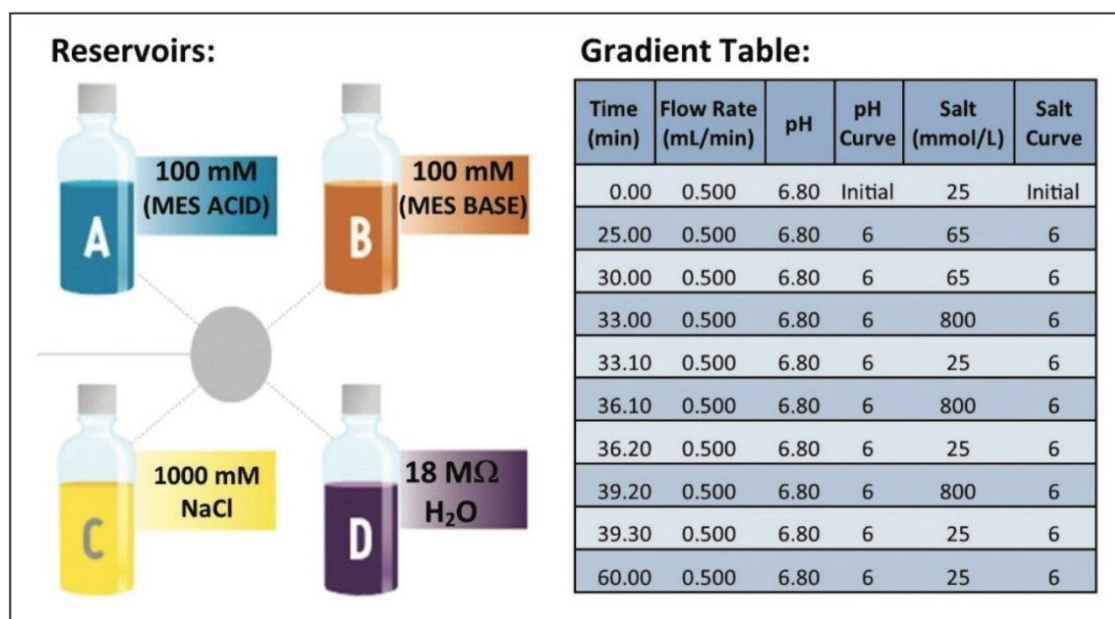 Reservoirs:
A
100 mM
(MES ACID)
B
100 mM
(MES BASE)
C
1000 mM
NaCl
D
18 MΩ
H₂O
Gradient Table:
Time (min) Flow Rate (mL/min) pH pH Curve Salt (mmol/L) Salt Curve
0.00 0.500 6.80 Initial 25 Initial
25.00 0.500 6.80 6 65 6
30.00 0.500 6.80 6 65 6
33.00 0.500 6.80 6 800 6
33.10 0.500 6.80 6 25 6
36.10 0.500 6.80 6 800 6
36.20 0.500 6.80 6 25 6
39.20 0.500 6.80 6 800 6
39.30 0.500 6.80 6 25 6
60.00 0.500 6.80 6 25 6